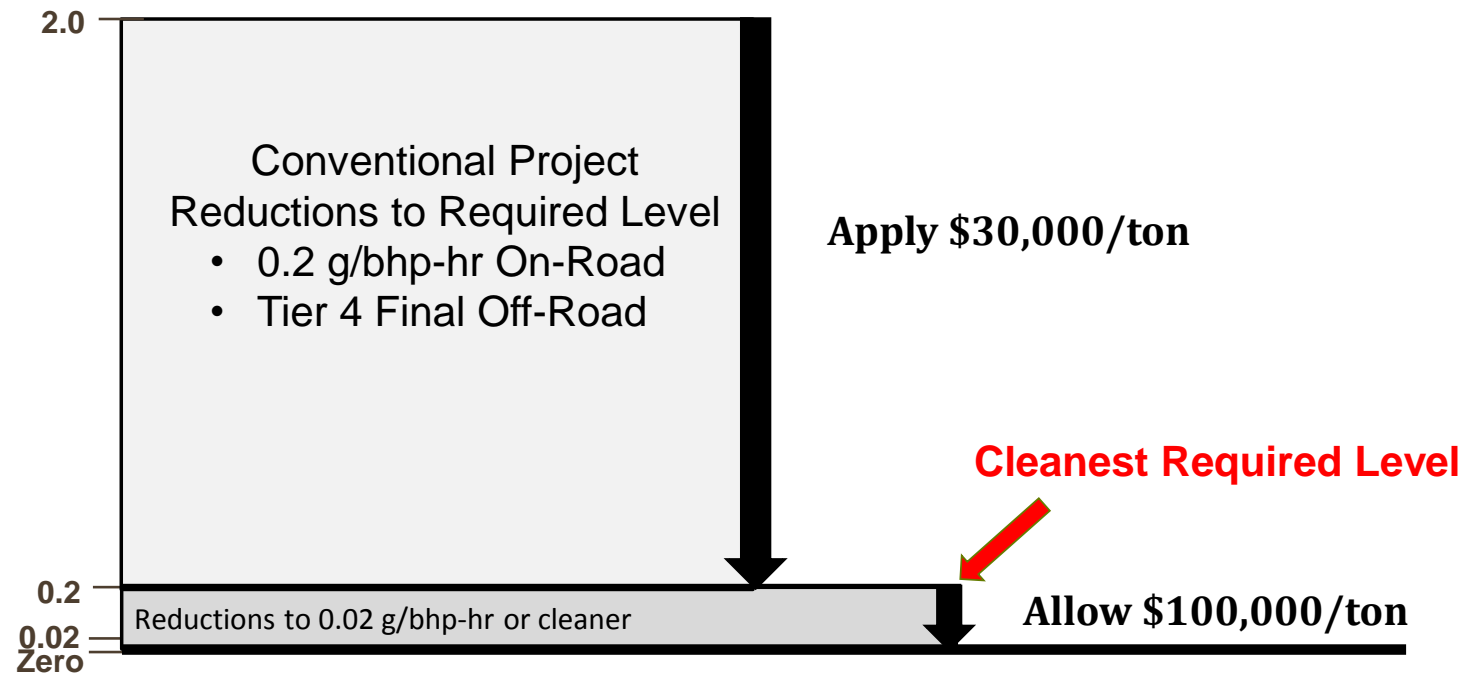 2.0
Conventional Project
Reductions to Required Level
• 0.2 g/bhp-hr On-Road
• Tier 4 Final Off-Road
Apply $30,000/ton
Cleanest Required Level
0.2
Reductions to 0.02 g/bhp-hr or cleaner
Allow $100,000/ton
0.02
Zero